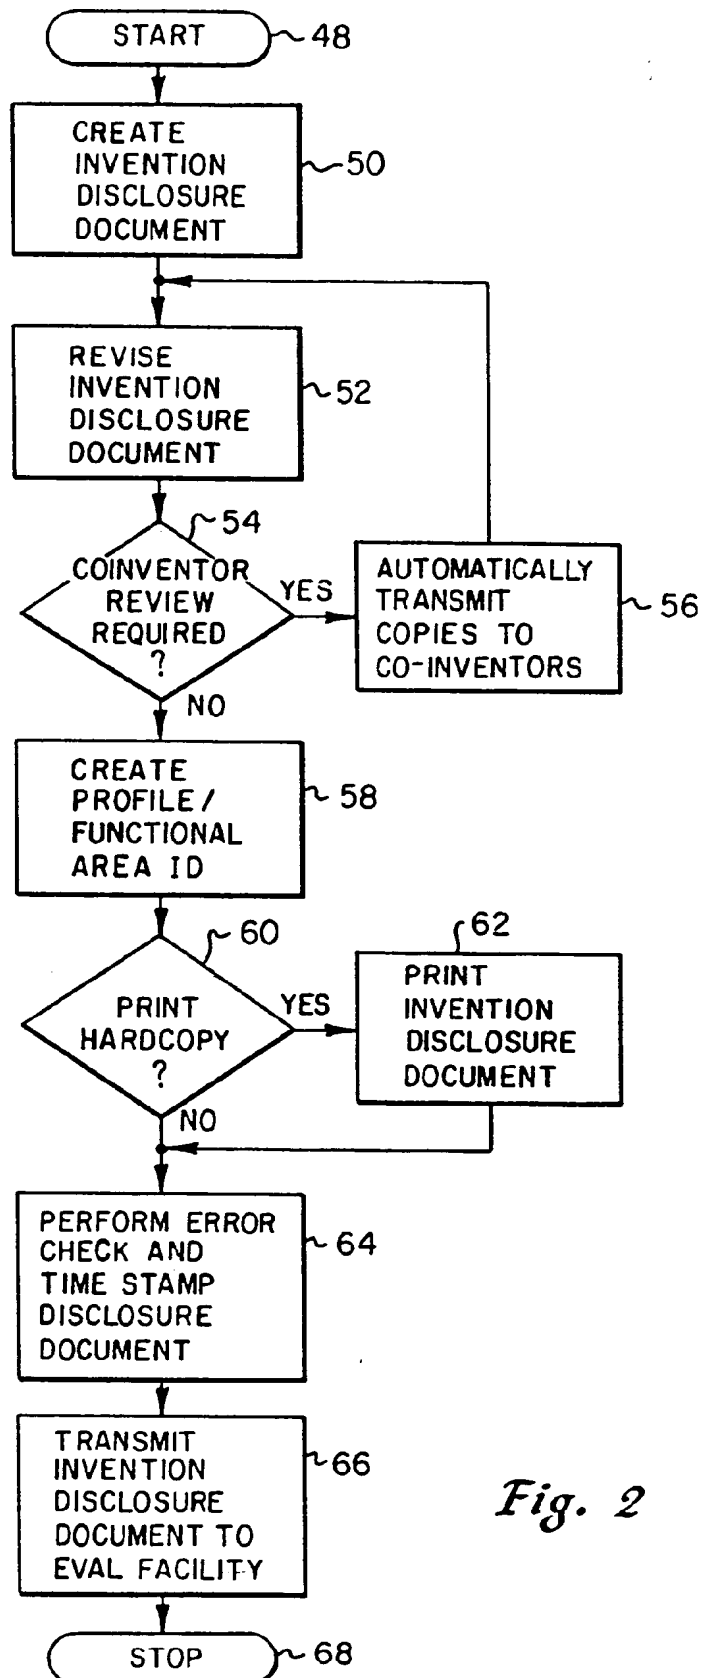 START
48
CREATE
INVENTION
DISCLOSURE
DOCUMENT
50
REVISE
INVENTION
DISCLOSURE
DOCUMENT
52
54
COINVENTOR
REVIEW
REQUIRED
?
YES
AUTOMATICALLY
TRANSMIT
COPIES TO
CO-INVENTORS
56
NO
CREATE
PROFILE/
FUNCTIONAL
AREA ID
58
60
PRINT
HARDCOPY
?
YES
62
PRINT
INVENTION
DISCLOSURE
DOCUMENT
NO
PERFORM ERROR
CHECK AND
TIME STAMP
DISCLOSURE
DOCUMENT
64
TRANSMIT
INVENTION
DISCLOSURE
DOCUMENT TO
EVAL FACILITY
66
Fig. 2
STOP
68